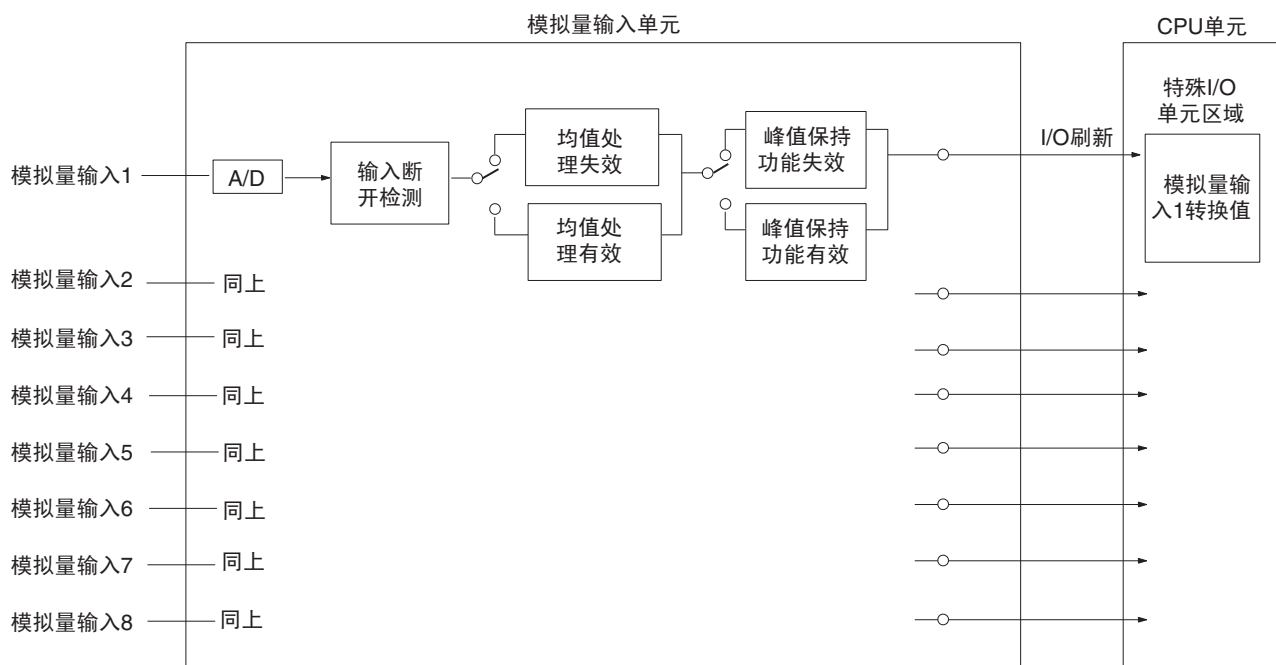 模拟量输入单元
CPU单元
特殊I/O
单元区域
I/O刷新
模拟量输入1
A/D
输入断
开检测
均值处
理失效
均值处
理有效
峰值保持
功能失效
峰值保持
功能有效
模拟量输
入1转换值
模拟量输入2
同上
模拟量输入3
同上
模拟量输入4
同上
模拟量输入5
同上
模拟量输入6
同上
模拟量输入7
同上
模拟量输入8
同上